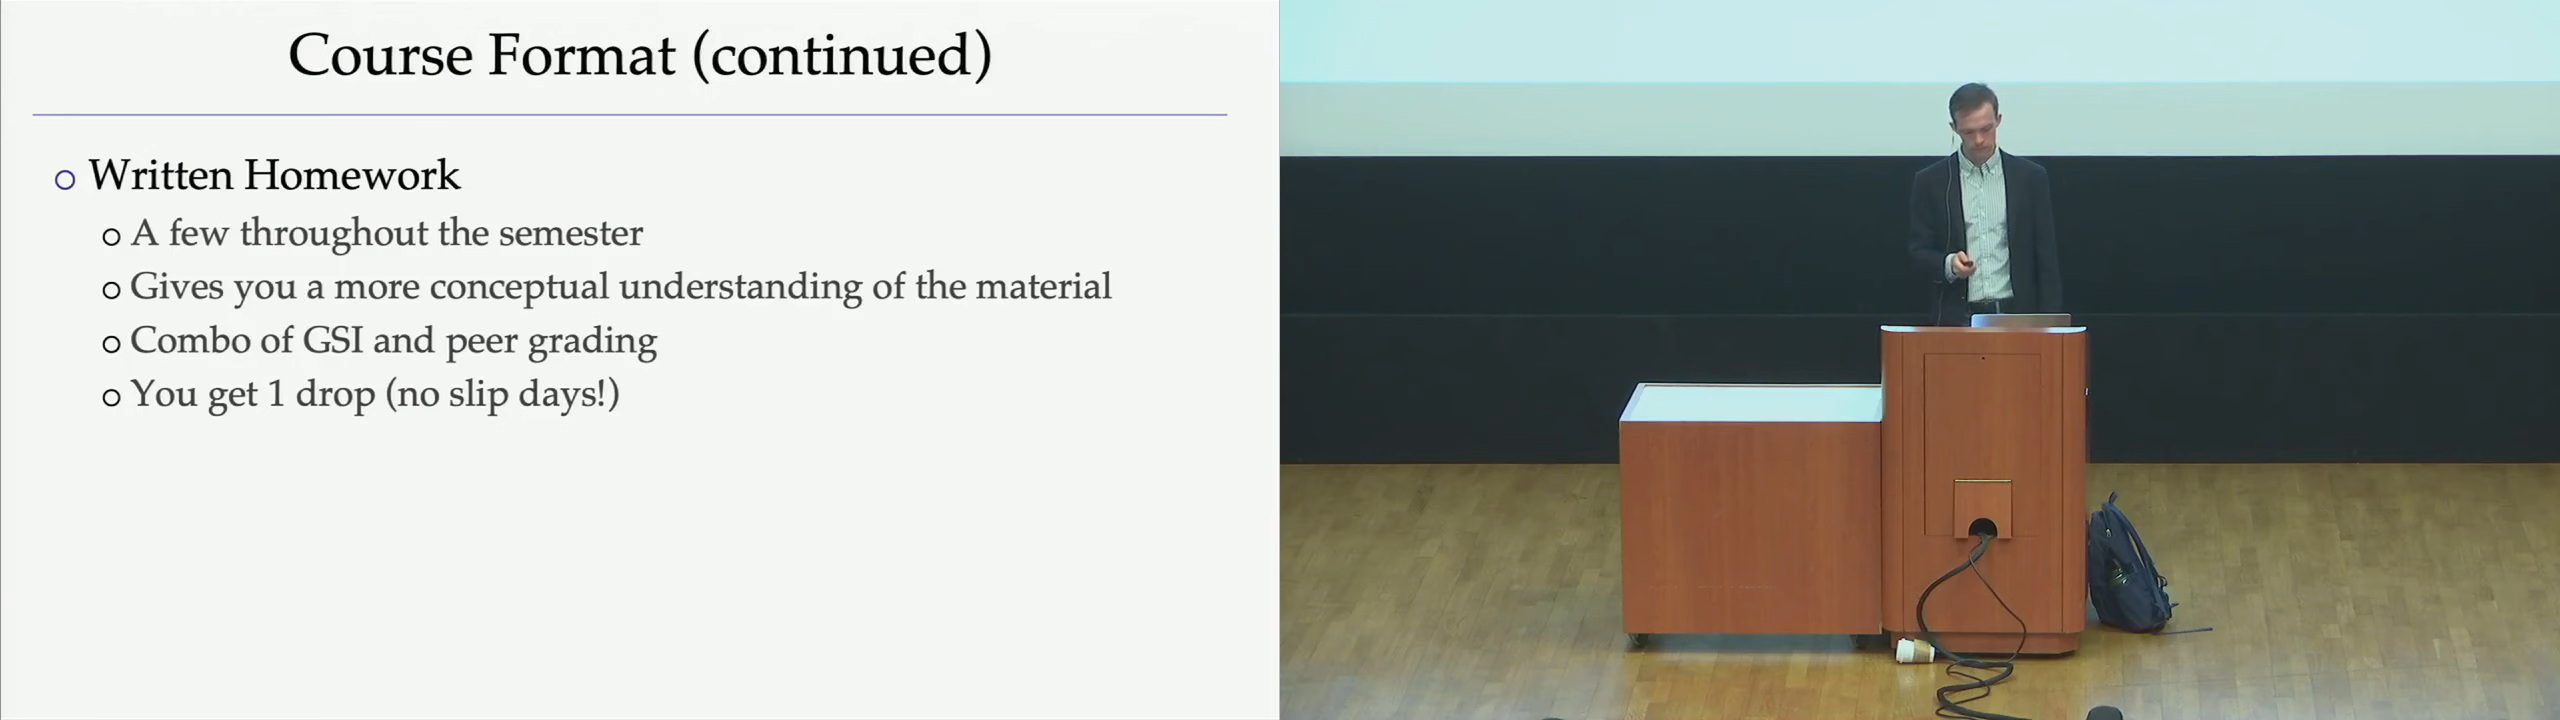 Course Format (continued)
Written Homework
A few throughout the semester
Gives you a more conceptual understanding of the material
Combo of GSI and peer grading
You get 1 drop (no slip days!)